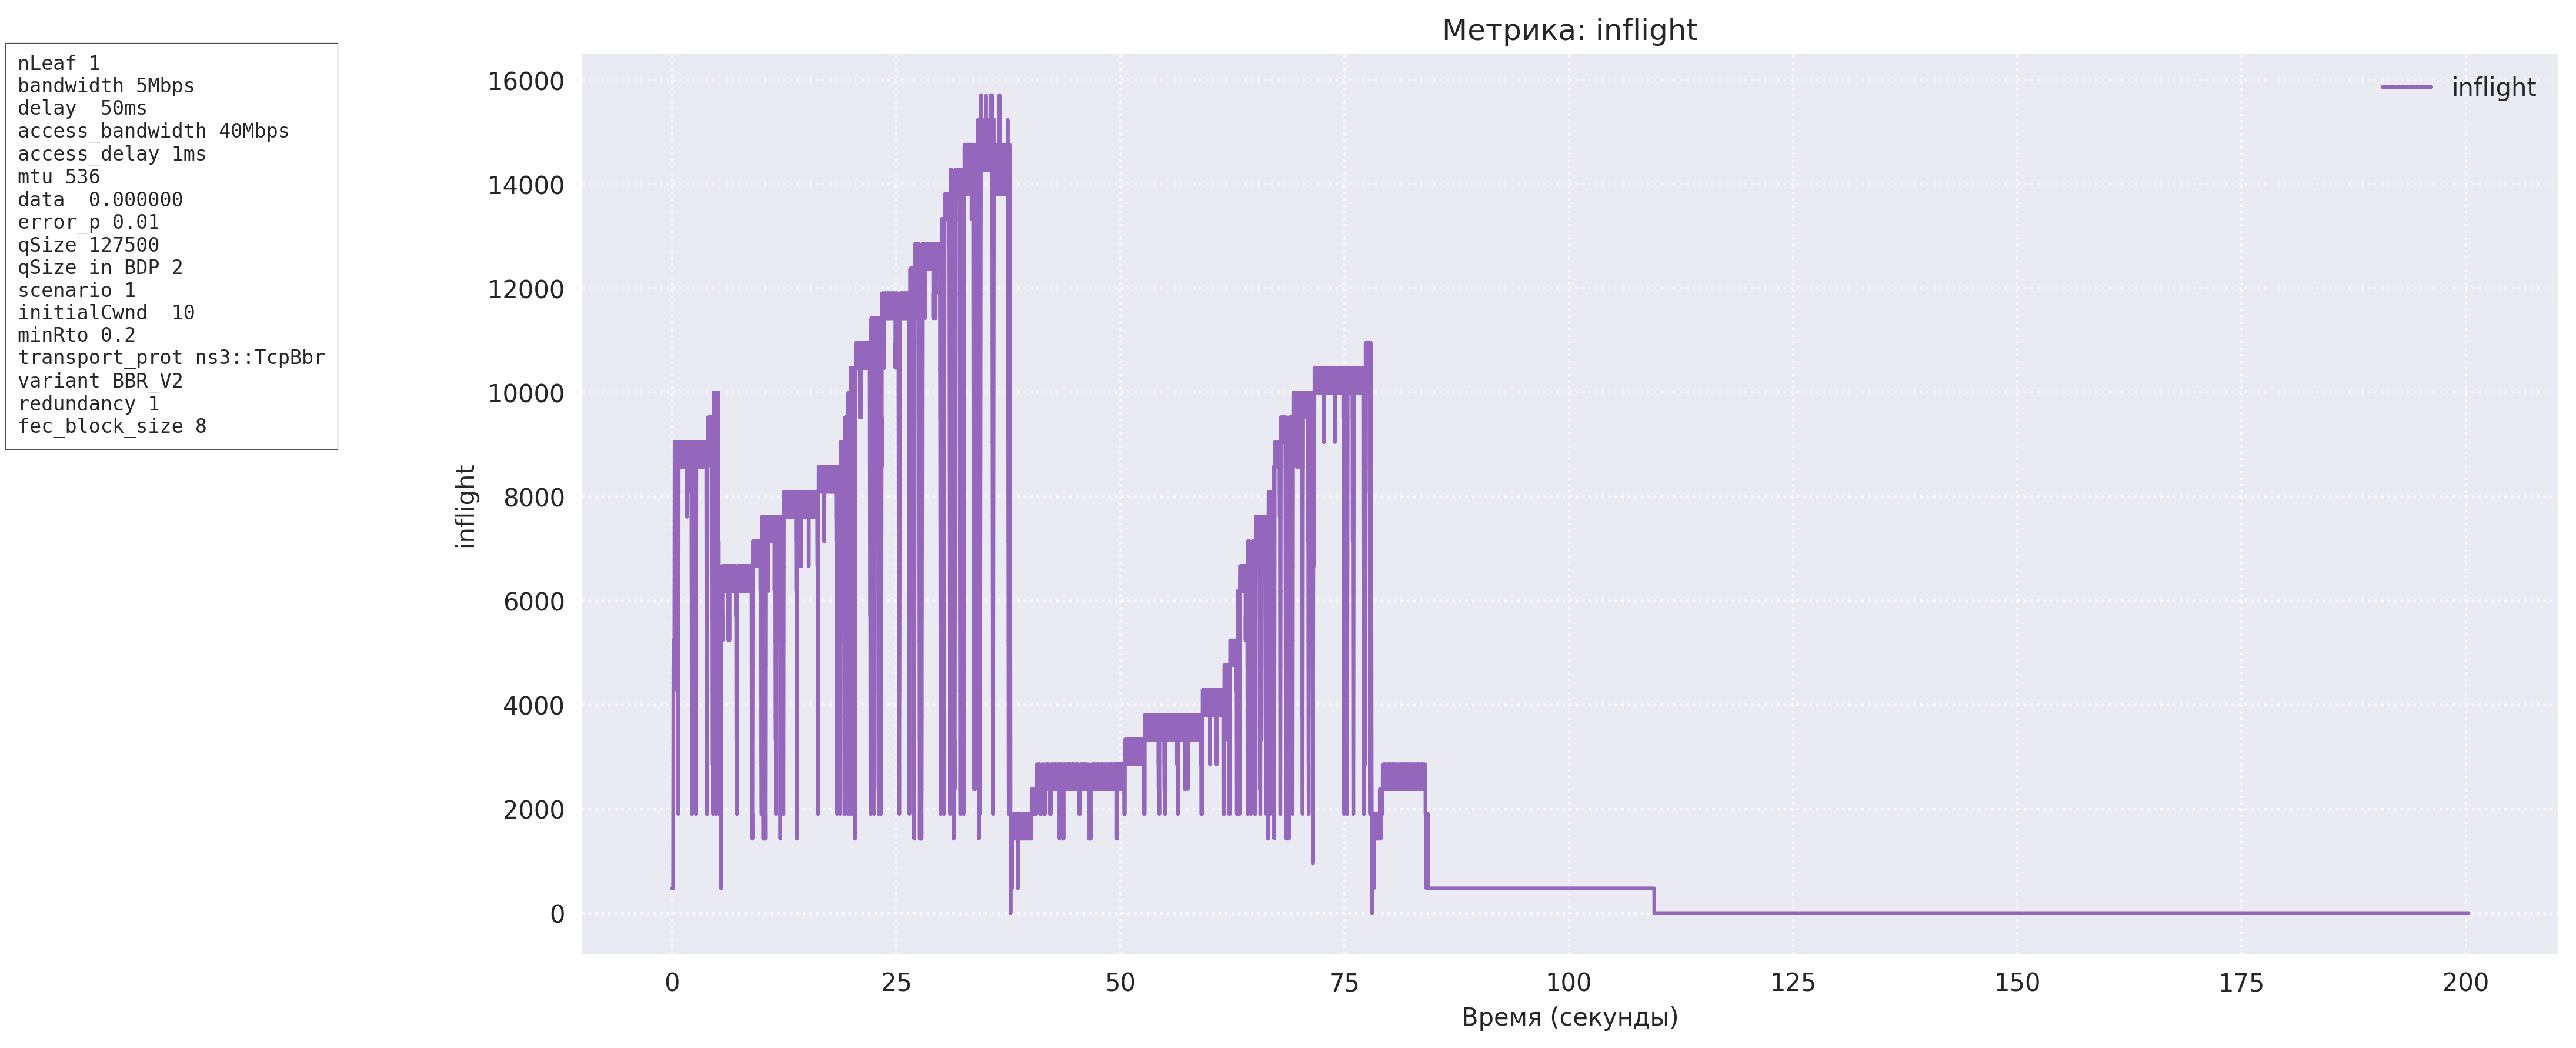 Метрика: inflight
nLeaf 1
bandwidth 5Mbps
delay  50ms
access_bandwidth 40Mbps
access_delay 1ms
mtu 536
data  0.000000
error_p 0.01
qSize 127500
qSize in BDP 2
scenario 1
initialCwnd  10
minRto 0.2
transport_prot ns3::TcpBbr
variant BBR_V2
redundancy 1
fec_block_size 8
inflight
16000
14000
12000
10000
8000
6000
4000
2000
0
inflight
0 25 50 75 100 125 150 175 200
Время (секунды)